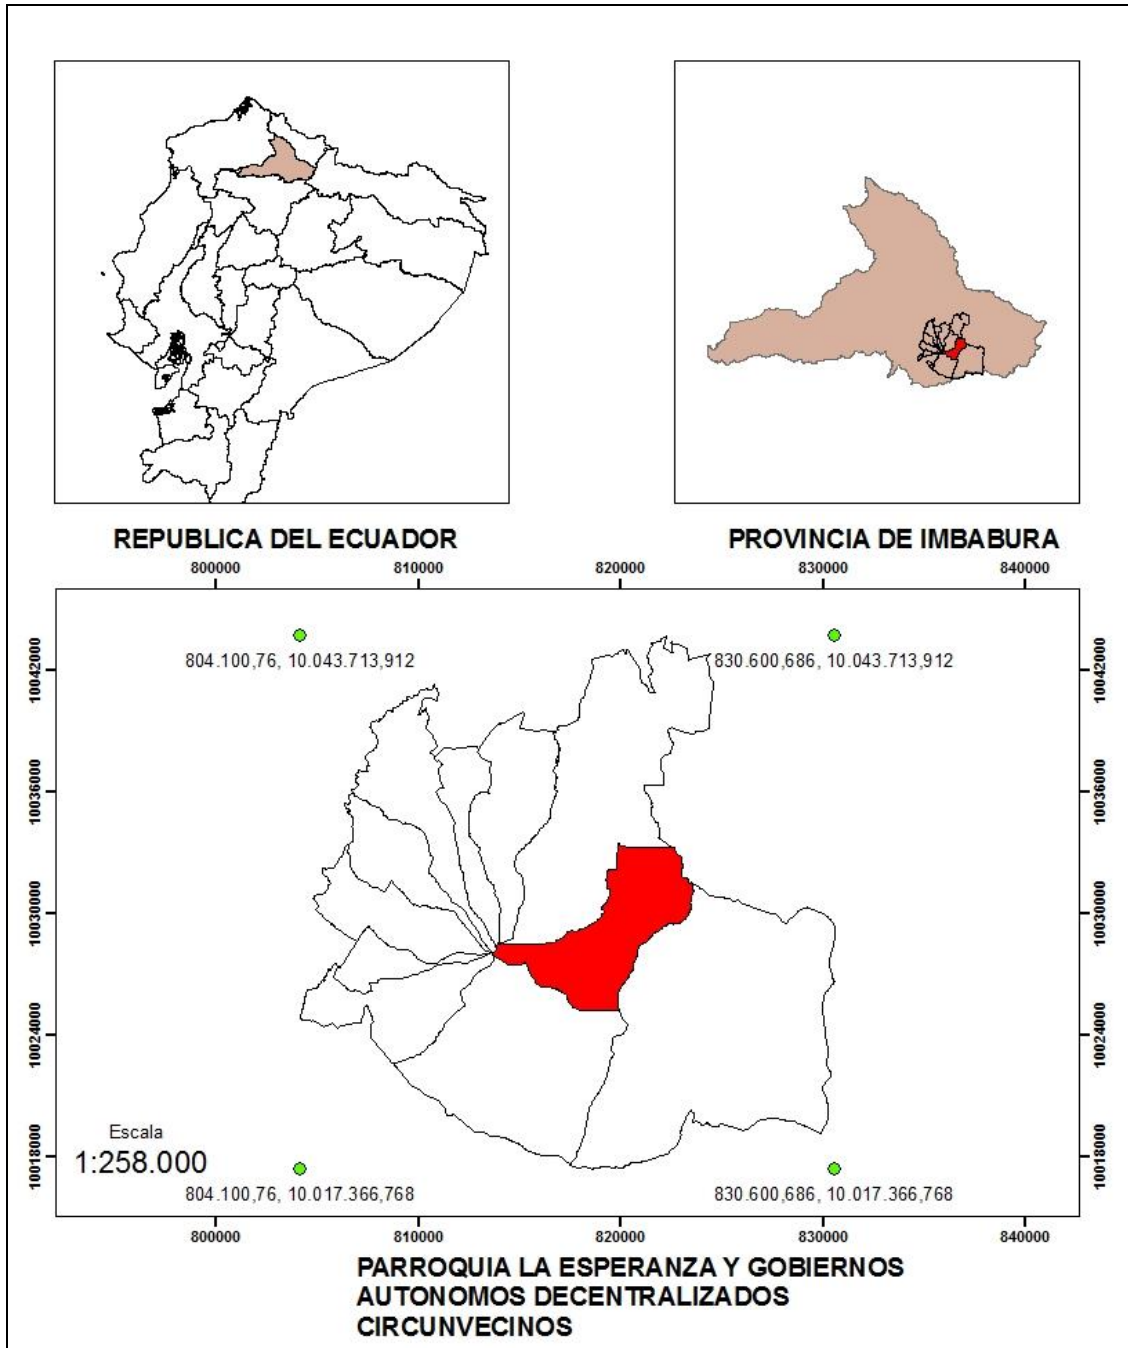 REPUBLICA DEL ECUADOR
PROVINCIA DE IMBABURA
800000 810000 820000 830000 840000
804.100,76, 10.043.713,912
830.600,686, 10.043.713,912
10042000
10042000
10036000
10036000
10030000
10030000
10024000
10024000
10018000
10018000
Escala
1:258.000
804.100,76, 10.017.366,768
830.600,686, 10.017.366,768
800000 810000 820000 830000 840000
PARROQUIA LA ESPERANZA Y GOBIERNOS
AUTONOMOS DECENTRALIZADOS
CIRCUNVECINOS